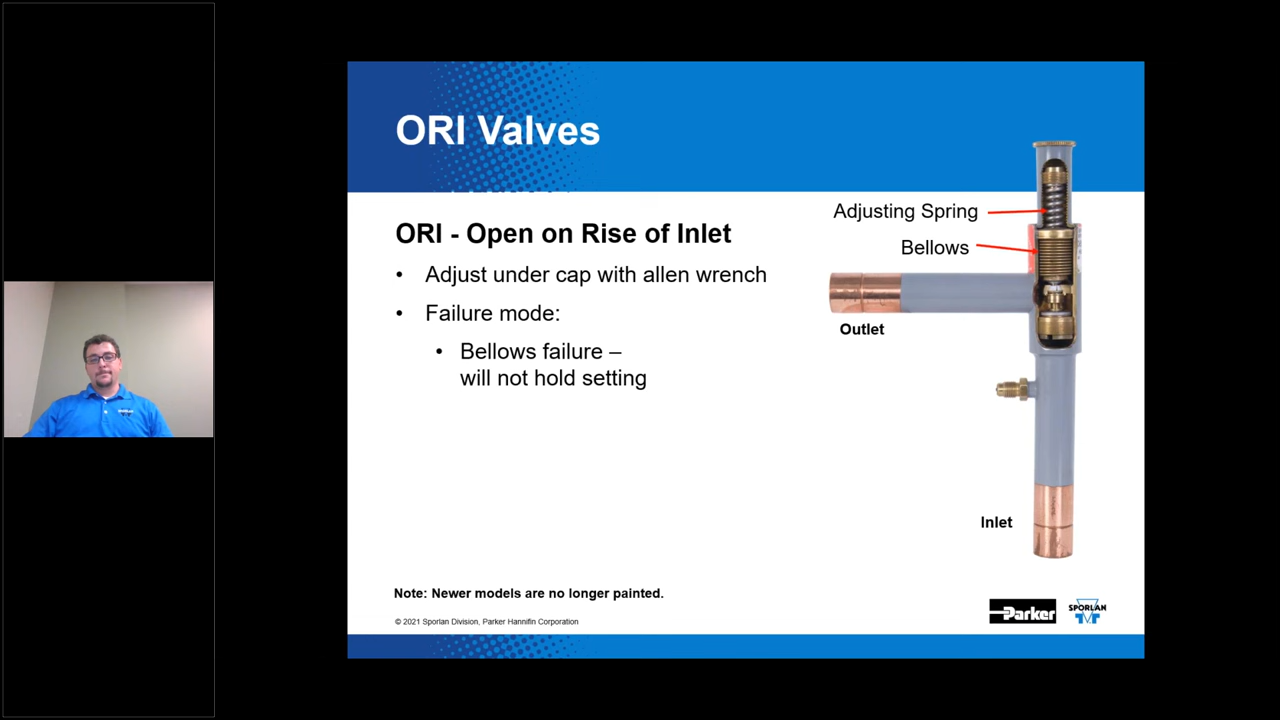 ORI Valves
ORI - Open on Rise of Inlet
• Adjust under cap with allen wrench
• Failure mode:
• Bellows failure –
will not hold setting
Adjusting Spring
Bellows
Outlet
Inlet
Note: Newer models are no longer painted.
© 2021 Sporlan Division, Parker Hannifin Corporation
Parker
SPORLAN